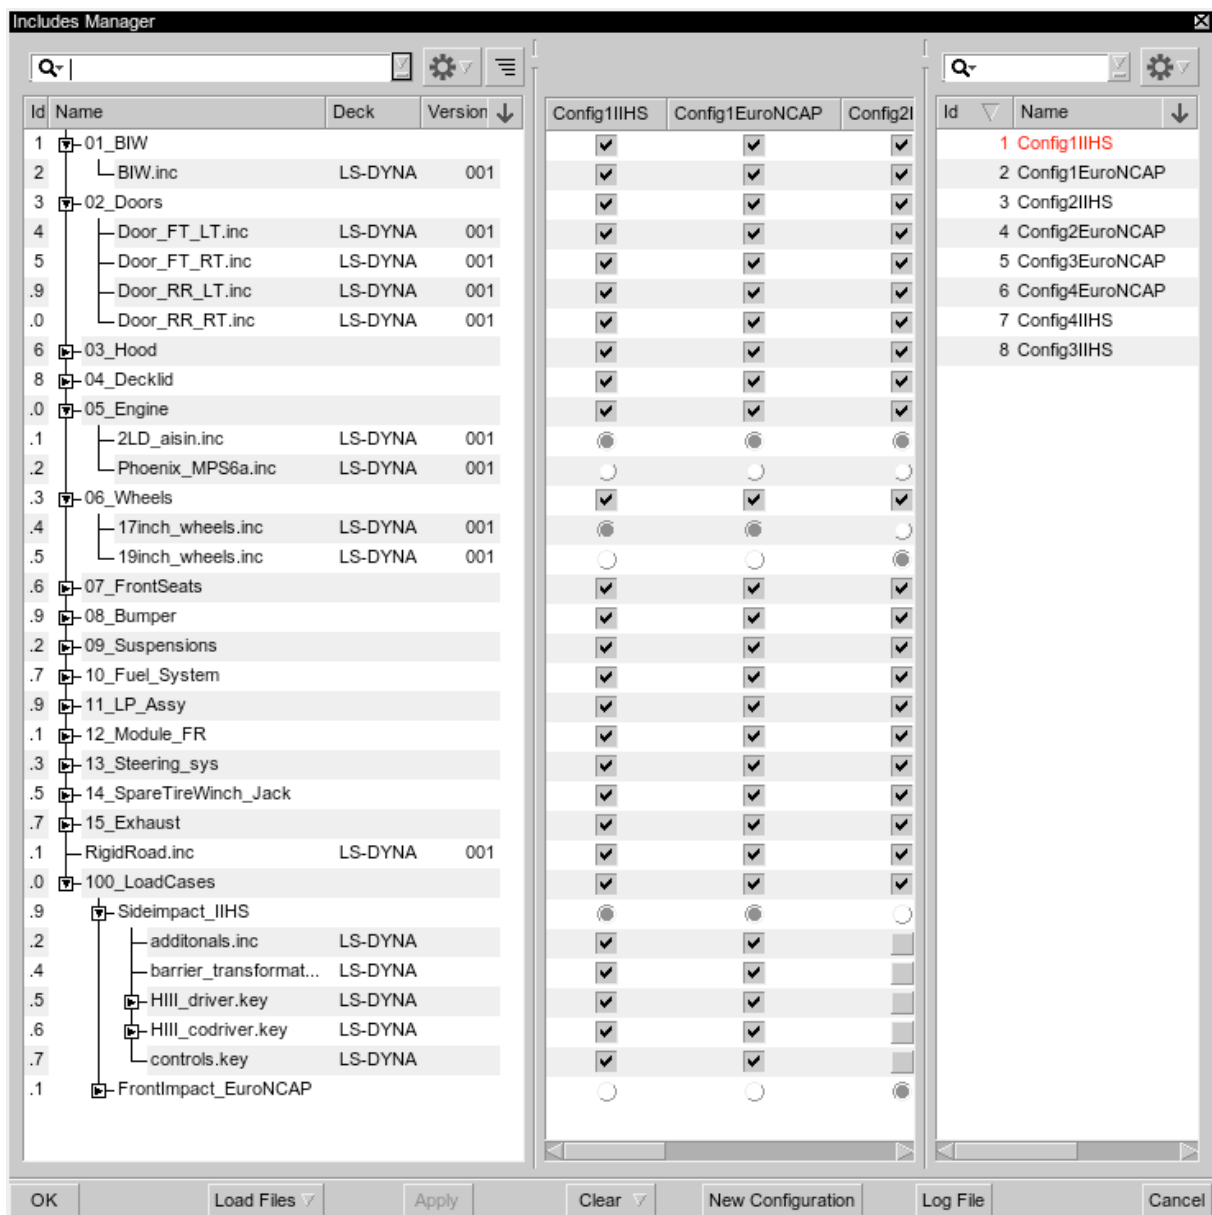 Includes Manager
Id Name Deck Version Config1IIHS Config1EuroNCAP Config2I Id Name
1 01_BIW 1 Config1IIHS
2 BIW.inc LS-DYNA 001 2 Config1EuroNCAP
3 02_Doors 3 Config2IIHS
4 Door_FT_LT.inc LS-DYNA 001 4 Config2EuroNCAP
5 Door_FT_RT.inc LS-DYNA 001 5 Config3EuroNCAP
.9 Door_RR_LT.inc LS-DYNA 001 6 Config4EuroNCAP
.0 Door_RR_RT.inc LS-DYNA 001 7 Config4IIHS
6 03_Hood 8 Config3IIHS
8 04_Decklid
.0 05_Engine
.1 2LD_aisin.inc LS-DYNA 001
.2 Phoenix_MPS6a.inc LS-DYNA 001
.3 06_Wheels
.4 17inch_wheels.inc LS-DYNA 001
.5 19inch_wheels.inc LS-DYNA 001
.6 07_FrontSeats
.9 08_Bumper
.2 09_Suspensions
.7 10_Fuel_System
.9 11_LP_Assy
.1 12_Module_FR
.3 13_Steering_sys
.5 14_SpareTireWinch_Jack
.7 15_Exhaust
.1 RigidRoad.inc LS-DYNA 001
.0 100_LoadCases
.9 Sideimpact_IIHS
.2 additonals.inc LS-DYNA
.4 barrier_transformat... LS-DYNA
.5 HIII_driver.key LS-DYNA
.6 HIII_codriver.key LS-DYNA
.7 controls.key LS-DYNA
.1 FrontImpact_EuroNCAP
OK Load Files Apply Clear New Configuration Log File Cancel